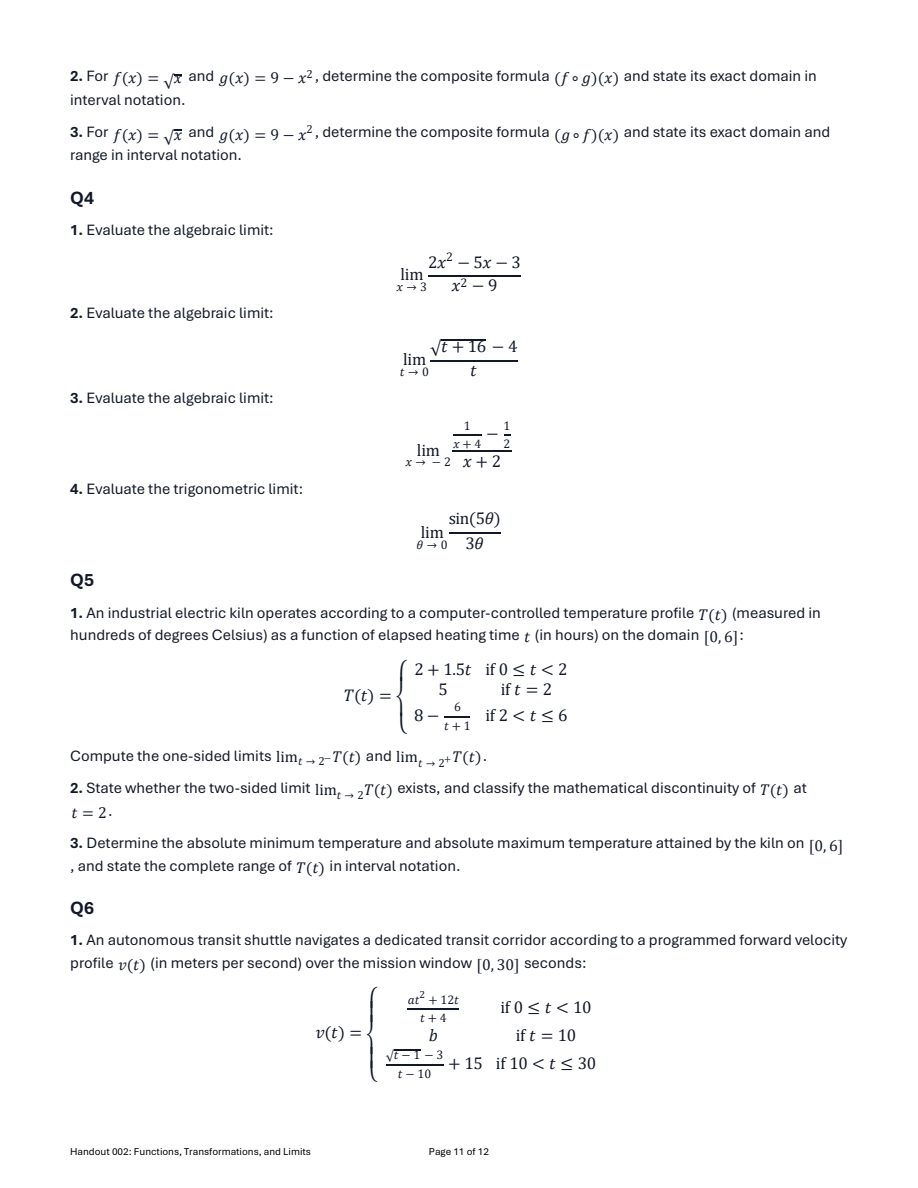 2. For f(x) = √x and g(x) = 9 − x², determine the composite formula (f ∘ g)(x) and state its exact domain in
interval notation.
3. For f(x) = √x and g(x) = 9 − x², determine the composite formula (g ∘ f)(x) and state its exact domain and
range in interval notation.
Q4
1. Evaluate the algebraic limit:
lim x → 3 (2x² − 5x − 3)/(x² − 9)
2. Evaluate the algebraic limit:
lim t → 0 (√(t + 16) − 4)/t
3. Evaluate the algebraic limit:
lim x → − 2 (1/(x + 4) − 1/2)/(x + 2)
4. Evaluate the trigonometric limit:
lim θ → 0 sin(5θ)/3θ
Q5
1. An industrial electric kiln operates according to a computer-controlled temperature profile T(t) (measured in
hundreds of degrees Celsius) as a function of elapsed heating time t (in hours) on the domain [0, 6]:
T(t) = {
2 + 1.5t if 0 ≤ t < 2
5 if t = 2
8 − 6/(t + 1) if 2 < t ≤ 6
Compute the one-sided limits lim t → 2⁻ T(t) and lim t → 2⁺ T(t).
2. State whether the two-sided limit lim t → 2 T(t) exists, and classify the mathematical discontinuity of T(t) at
t = 2.
3. Determine the absolute minimum temperature and absolute maximum temperature attained by the kiln on [0, 6]
, and state the complete range of T(t) in interval notation.
Q6
1. An autonomous transit shuttle navigates a dedicated transit corridor according to a programmed forward velocity
profile v(t) (in meters per second) over the mission window [0, 30] seconds:
v(t) = {
(at² + 12t)/(t + 4) if 0 ≤ t < 10
b if t = 10
(√(t − 1) − 3)/(t − 10) + 15 if 10 < t ≤ 30
Handout 002: Functions, Transformations, and Limits Page 11 of 12